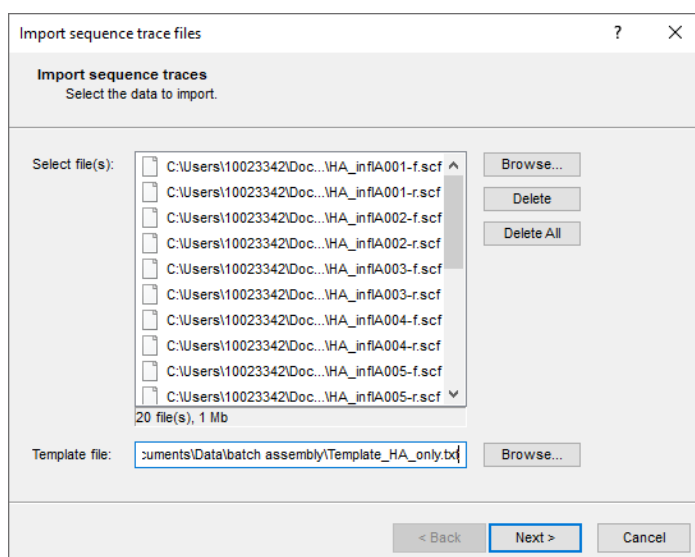 Import sequence trace files
?
Import sequence traces
Select the data to import.
Select file(s):
C:\Users\10023342\Doc...\HA_inflA001-f.scf
C:\Users\10023342\Doc...\HA_inflA001-r.scf
C:\Users\10023342\Doc...\HA_inflA002-f.scf
C:\Users\10023342\Doc...\HA_inflA002-r.scf
C:\Users\10023342\Doc...\HA_inflA003-f.scf
C:\Users\10023342\Doc...\HA_inflA003-r.scf
C:\Users\10023342\Doc...\HA_inflA004-f.scf
C:\Users\10023342\Doc...\HA_inflA004-r.scf
C:\Users\10023342\Doc...\HA_inflA005-f.scf
C:\Users\10023342\Doc...\HA_inflA005-r.scf
Browse...
Delete
Delete All
20 file(s), 1 Mb
Template file: :uments\Data\batch assembly\Template_HA_only.txt Browse...
< Back Next > Cancel